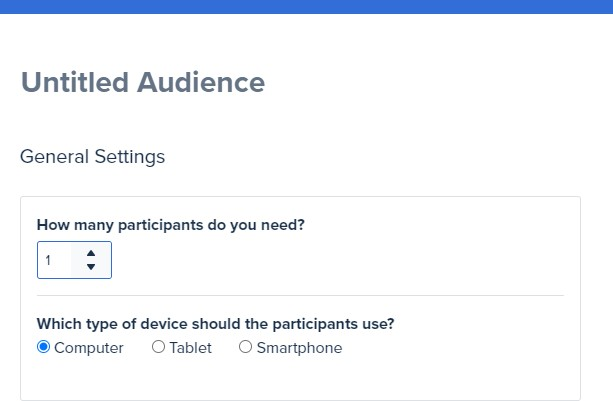 Untitled Audience
General Settings
How many participants do you need?
1
Which type of device should the participants use?
Computer Tablet Smartphone